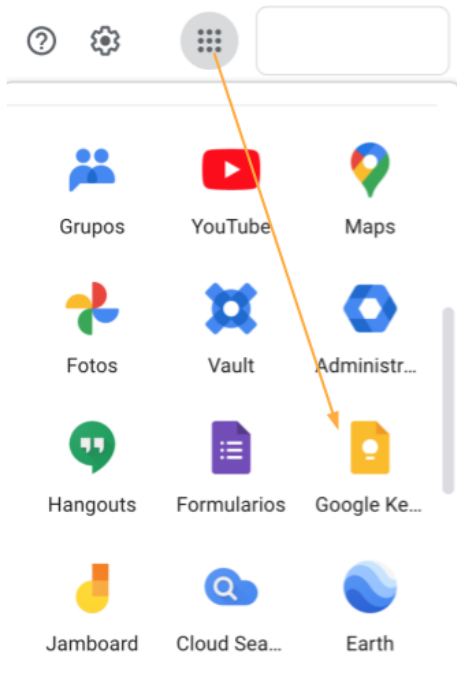 Grupos
YouTube
Maps
Fotos
Vault
Administr...
Hangouts
Formularios
Google Ke...
Jamboard
Cloud Sea...
Earth